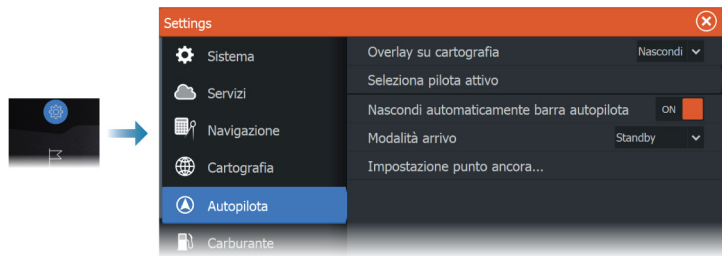 Settings
Sistema
Servizi
Navigazione
Cartografia
Autopilota
Carburante
Overlay su cartografia Nascondi
Seleziona pilota attivo
Nascondi automaticamente barra autopilota ON
Modalità arrivo Standby
Impostazione punto ancora...